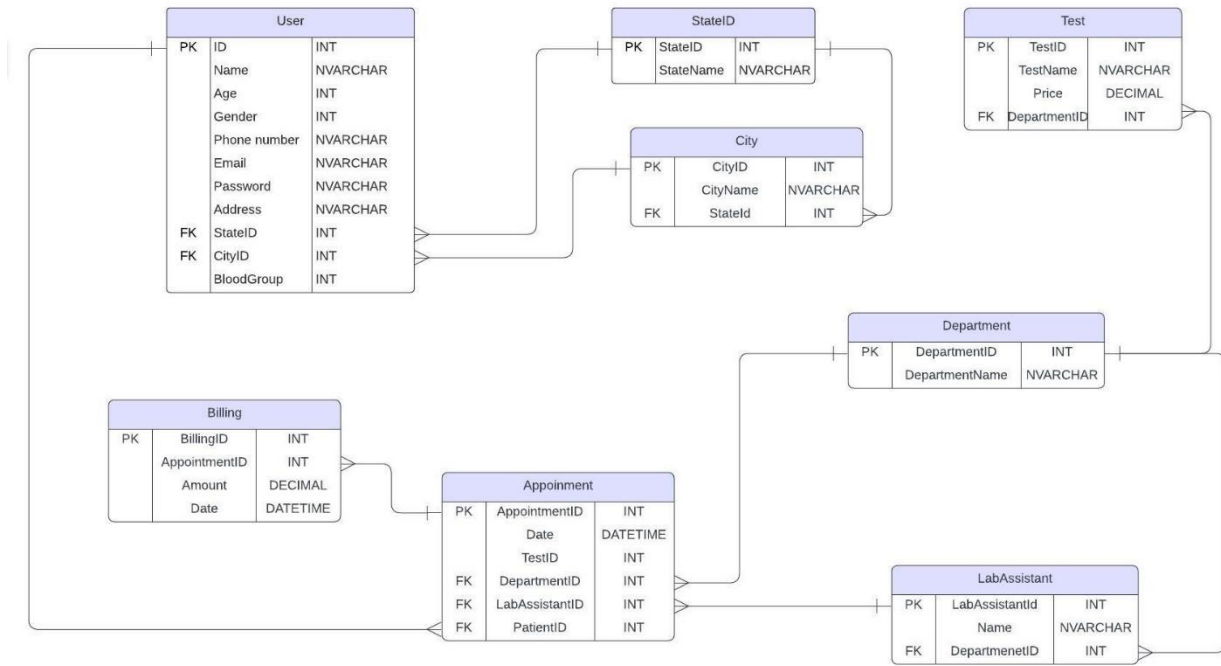 User
PK ID INT
Name NVARCHAR
Age INT
Gender INT
Phone number NVARCHAR
Email NVARCHAR
Password NVARCHAR
Address NVARCHAR
FK StateID INT
FK CityID INT
BloodGroup INT
StateID
PK StateID INT
StateName NVARCHAR
City
PK CityID INT
CityName NVARCHAR
FK StateId INT
Test
PK TestID INT
TestName NVARCHAR
Price DECIMAL
FK DepartmentID INT
Department
PK DepartmentID INT
DepartmentName NVARCHAR
Billing
PK BillingID INT
AppointmentID INT
Amount DECIMAL
Date DATETIME
Appoinment
PK AppointmentID INT
Date DATETIME
TestID INT
FK DepartmentID INT
FK LabAssistantID INT
FK PatientID INT
LabAssistant
PK LabAssistantId INT
Name NVARCHAR
FK DepartmenetID INT